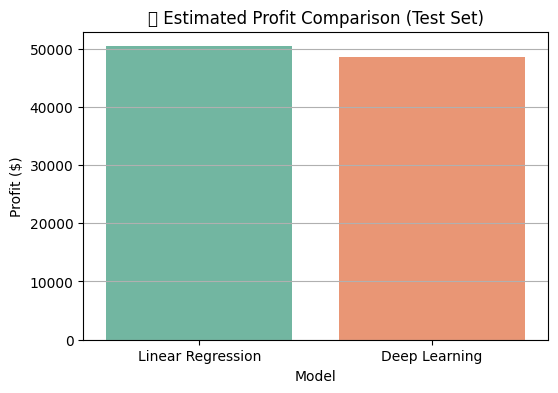 Estimated Profit Comparison (Test Set)
Profit ($)
50000
40000
30000
20000
10000
0
Linear Regression Deep Learning
Model